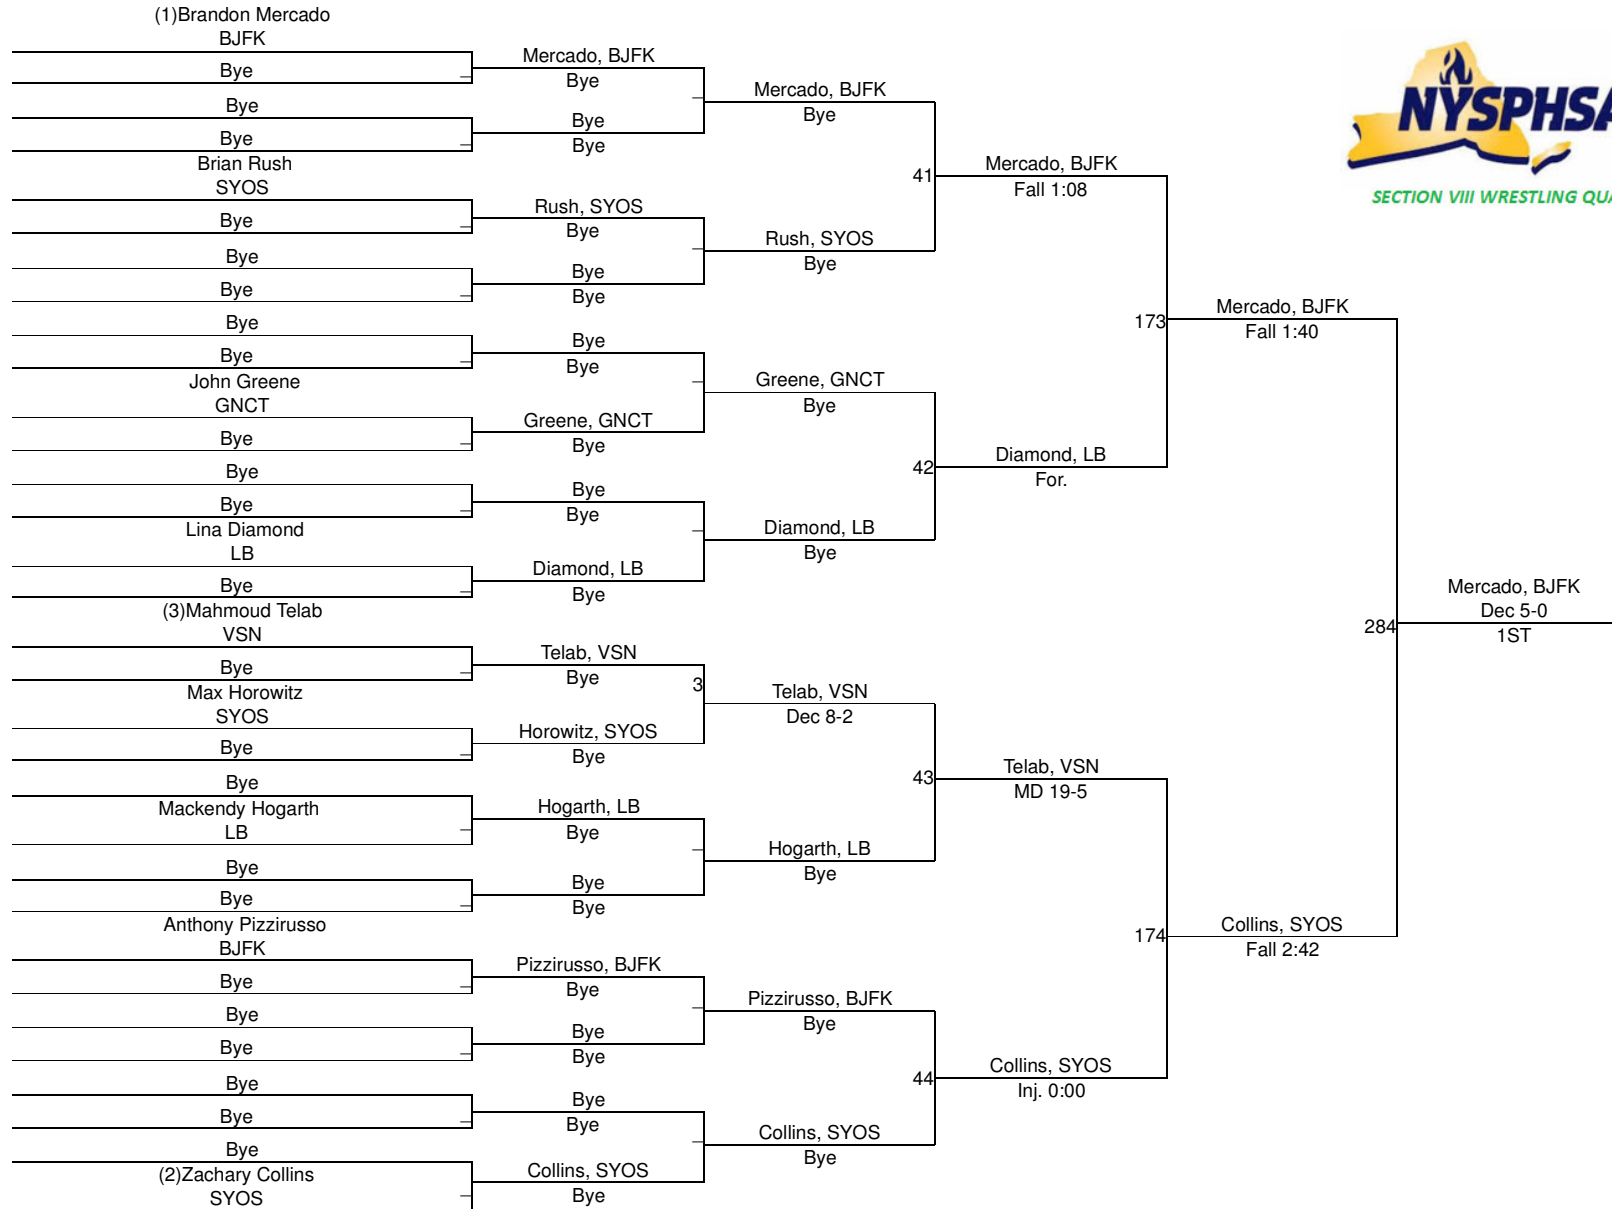 (1)Brandon Mercado
BJFK
Bye
Bye
Bye
Brian Rush
SYOS
Bye
Bye
Bye
Bye
Bye
John Greene
GNCT
Bye
Bye
Bye
Lina Diamond
LB
Bye
(3)Mahmoud Telab
VSN
Bye
Max Horowitz
SYOS
Bye
Bye
Mackendy Hogarth
LB
Bye
Bye
Anthony Pizzirusso
BJFK
Bye
Bye
Bye
Bye
Bye
Bye
(2)Zachary Collins
SYOS
Mercado, BJFK
Bye
Bye
Bye
Rush, SYOS
Bye
Bye
Bye
Bye
Bye
Greene, GNCT
Bye
Bye
Bye
Diamond, LB
Bye
Telab, VSN
Bye
3
Horowitz, SYOS
Bye
Hogarth, LB
Bye
Bye
Bye
Pizzirusso, BJFK
Bye
Bye
Bye
Bye
Bye
Collins, SYOS
Bye
Mercado, BJFK
Bye
41
Rush, SYOS
Bye
Greene, GNCT
Bye
42
Diamond, LB
Bye
Telab, VSN
Dec 8-2
43
Hogarth, LB
Bye
Pizzirusso, BJFK
Bye
44
Collins, SYOS
Bye
Mercado, BJFK
Fall 1:08
173
Diamond, LB
For.
Telab, VSN
MD 19-5
174
Collins, SYOS
Inj. 0:00
Mercado, BJFK
Fall 1:40
284
Collins, SYOS
Fall 2:42
Mercado, BJFK
Dec 5-0
1ST
NYSPHSA
SECTION VIII WRESTLING QUA